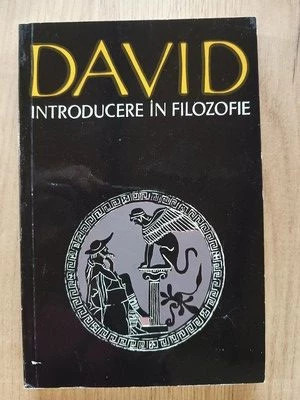 DAVID
INTRODUCERE ÎN FILOZOFIE